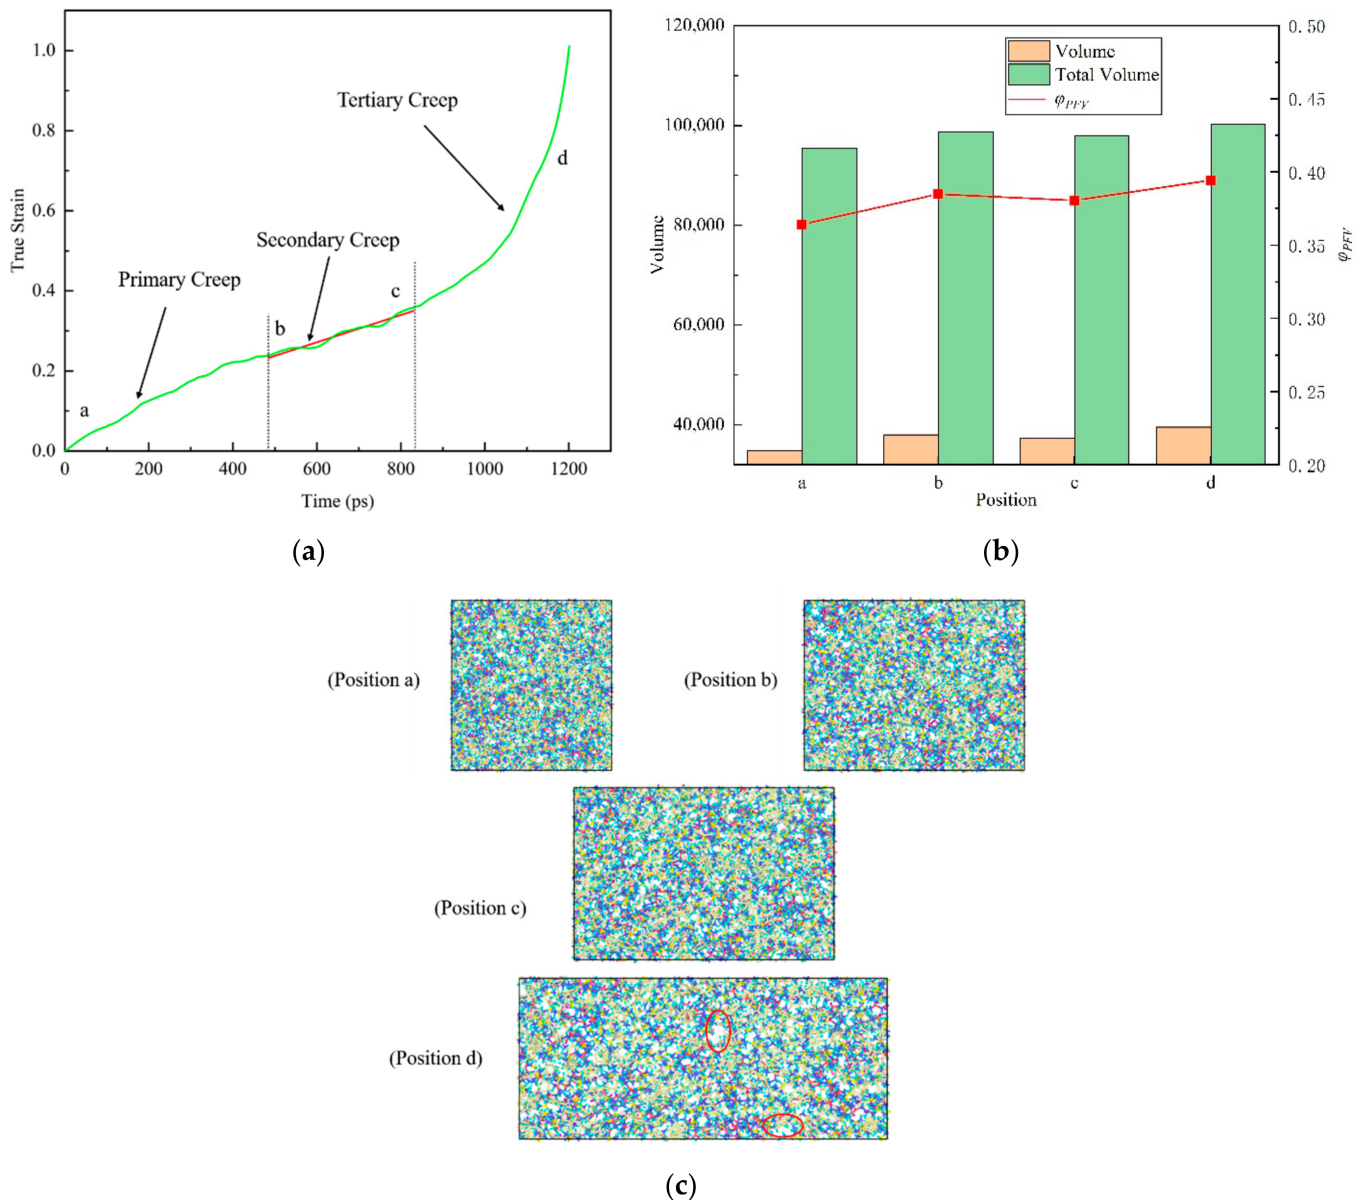 1.0
0.8
0.6
0.4
0.2
0.0
True Strain
Tertiary Creep
d
Secondary Creep
c
Primary Creep
b
a
0 200 400 600 800 1000 1200
Time (ps)
(a)
120,000
100,000
80,000
60,000
40,000
Volume
Volume
Total Volume
φPFV
0.50
0.45
0.40
0.35
0.30
0.25
0.20
φPFV
a b c d
Position
(b)
(Position a)
(Position b)
(Position c)
(Position d)
(c)